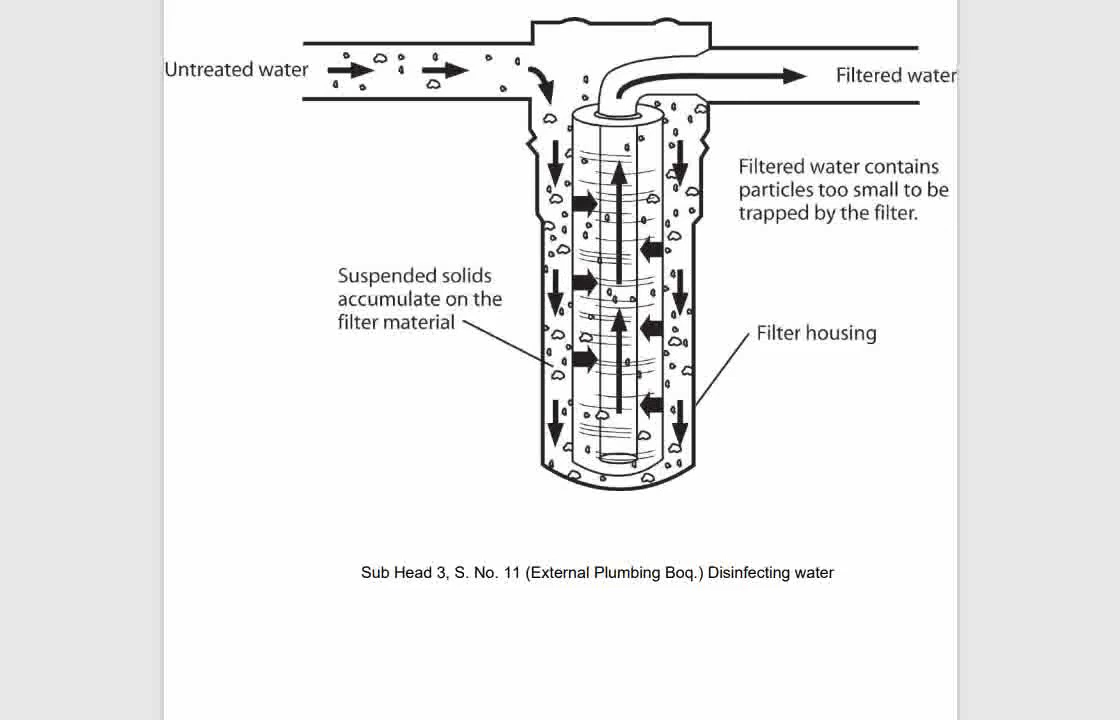 Untreated water
Filtered water
Filtered water contains
particles too small to be
trapped by the filter.
Suspended solids
accumulate on the
filter material
Filter housing
Sub Head 3, S. No. 11 (External Plumbing Boq.) Disinfecting water